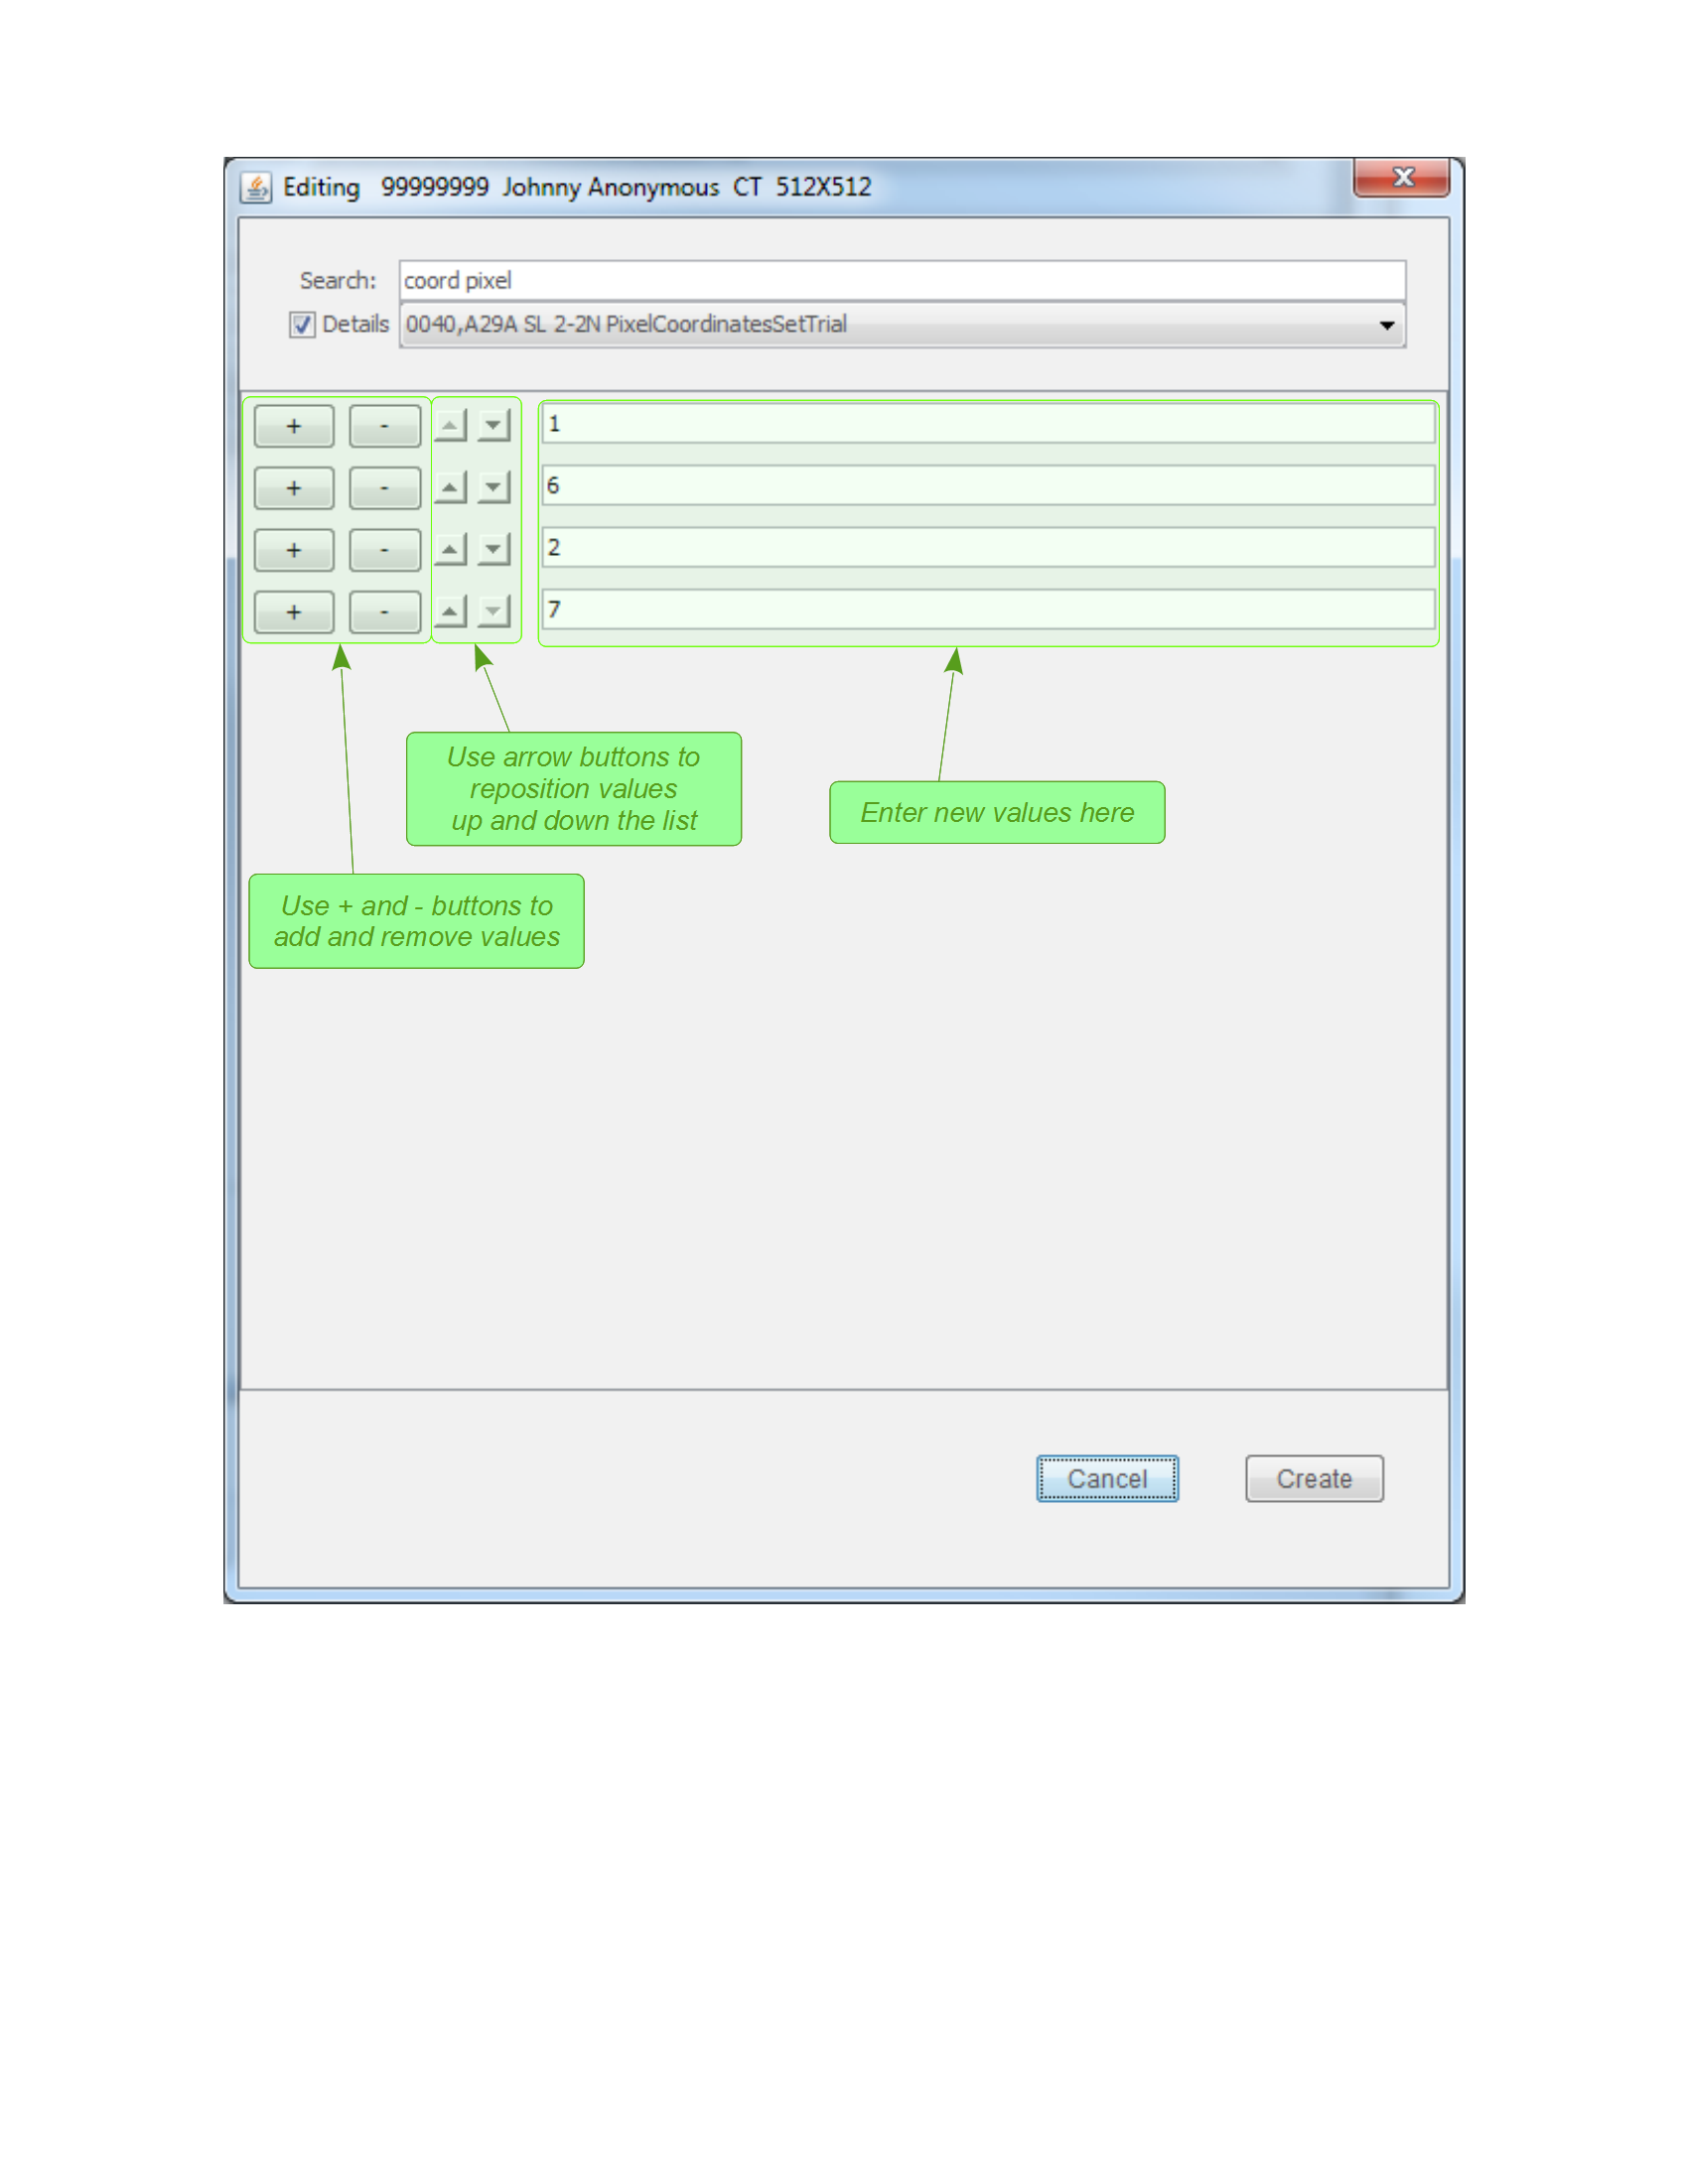 Editing 99999999 Johnny Anonymous CT 512X512
x
Search: coord pixel
Details 0040,A29A SL 2-2N PixelCoordinatesSetTrial
+ - 1
+ - 6
+ - 2
+ - 7
Use arrow buttons to
reposition values
up and down the list
Enter new values here
Use + and - buttons to
add and remove values
Cancel Create